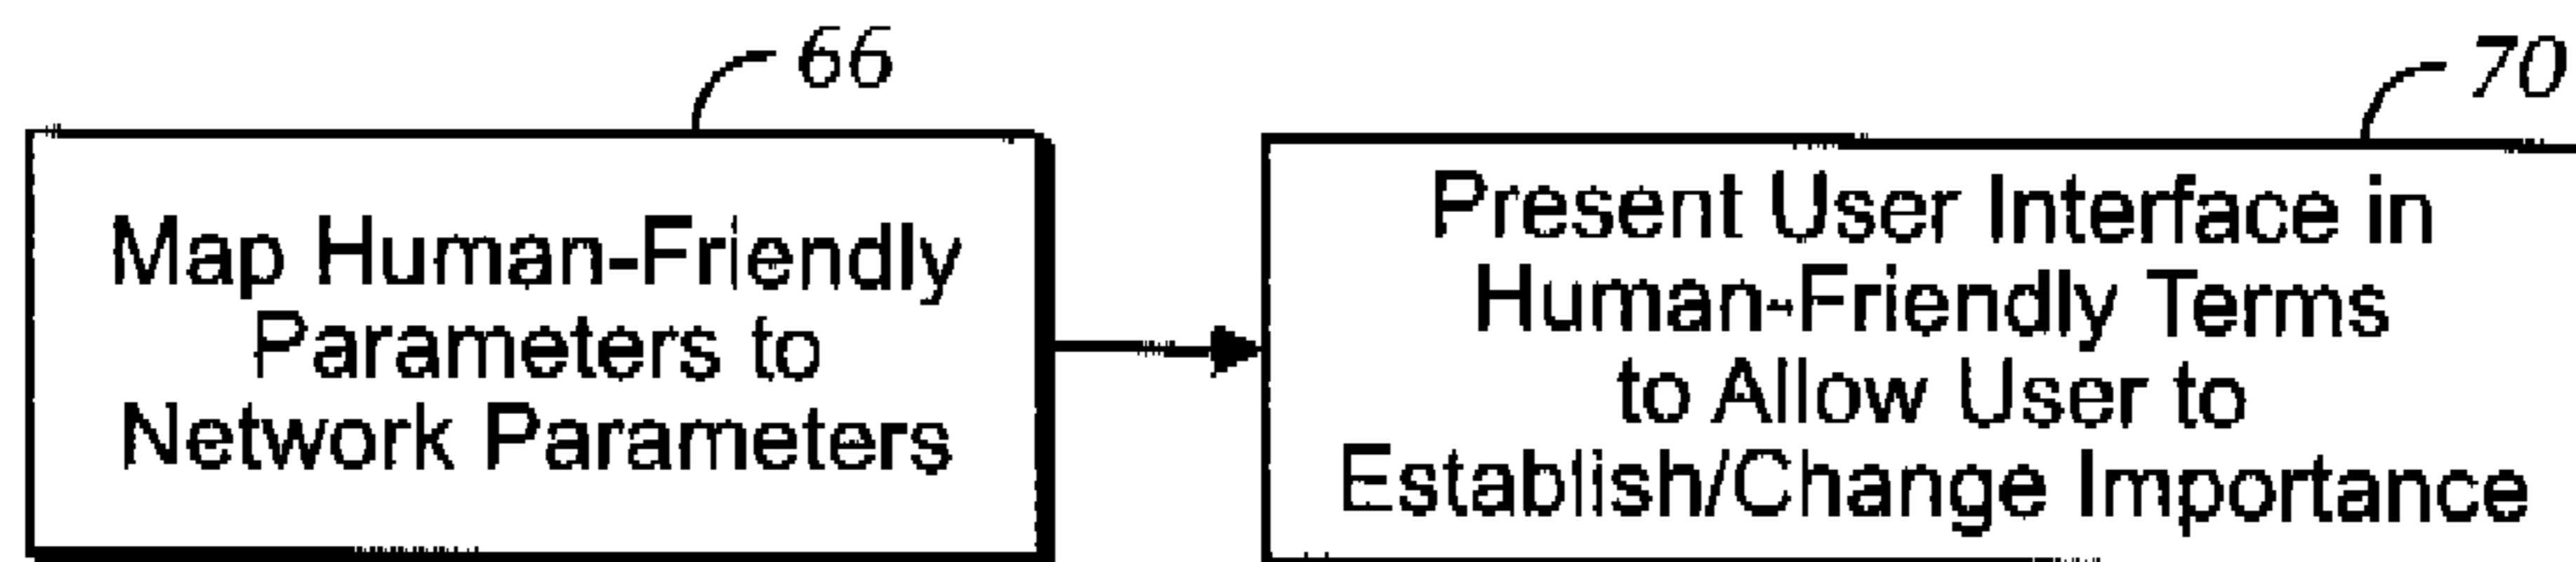 66
Map Human-Friendly
Parameters to
Network Parameters
70
Present User Interface in
Human-Friendly Terms
to Allow User to
Establish/Change Importance